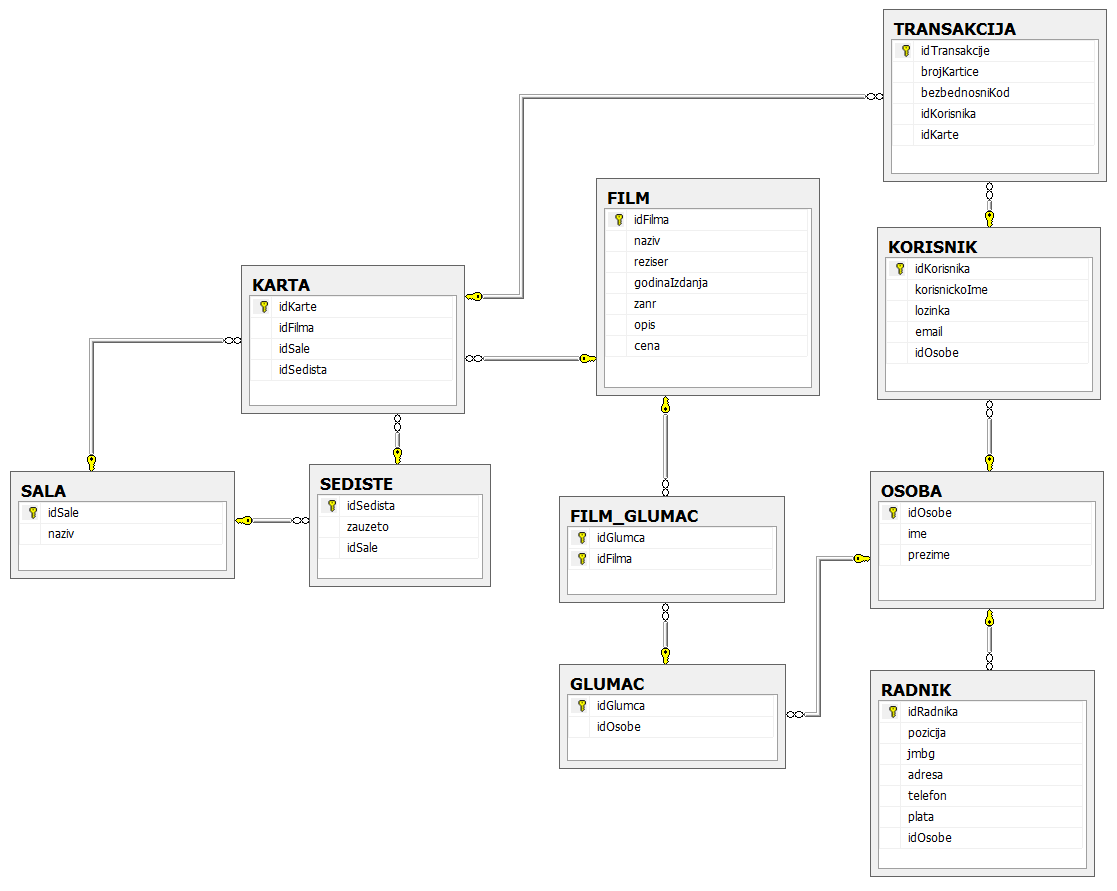 TRANSAKCIJA
idTransakcije
brojKartice
bezbednosniKod
idKorisnika
idKarte
FILM
idFilma
naziv
reziser
godinaIzdanja
zanr
opis
cena
KORISNIK
idKorisnika
korisnickoIme
lozinka
email
idOsobe
KARTA
idKarte
idFilma
idSale
idSedista
SALA
idSale
naziv
SEDISTE
idSedista
zauzeto
idSale
FILM_GLUMAC
idGlumca
idFilma
OSOBA
idOsobe
ime
prezime
GLUMAC
idGlumca
idOsobe
RADNIK
idRadnika
pozicija
jmbg
adresa
telefon
plata
idOsobe